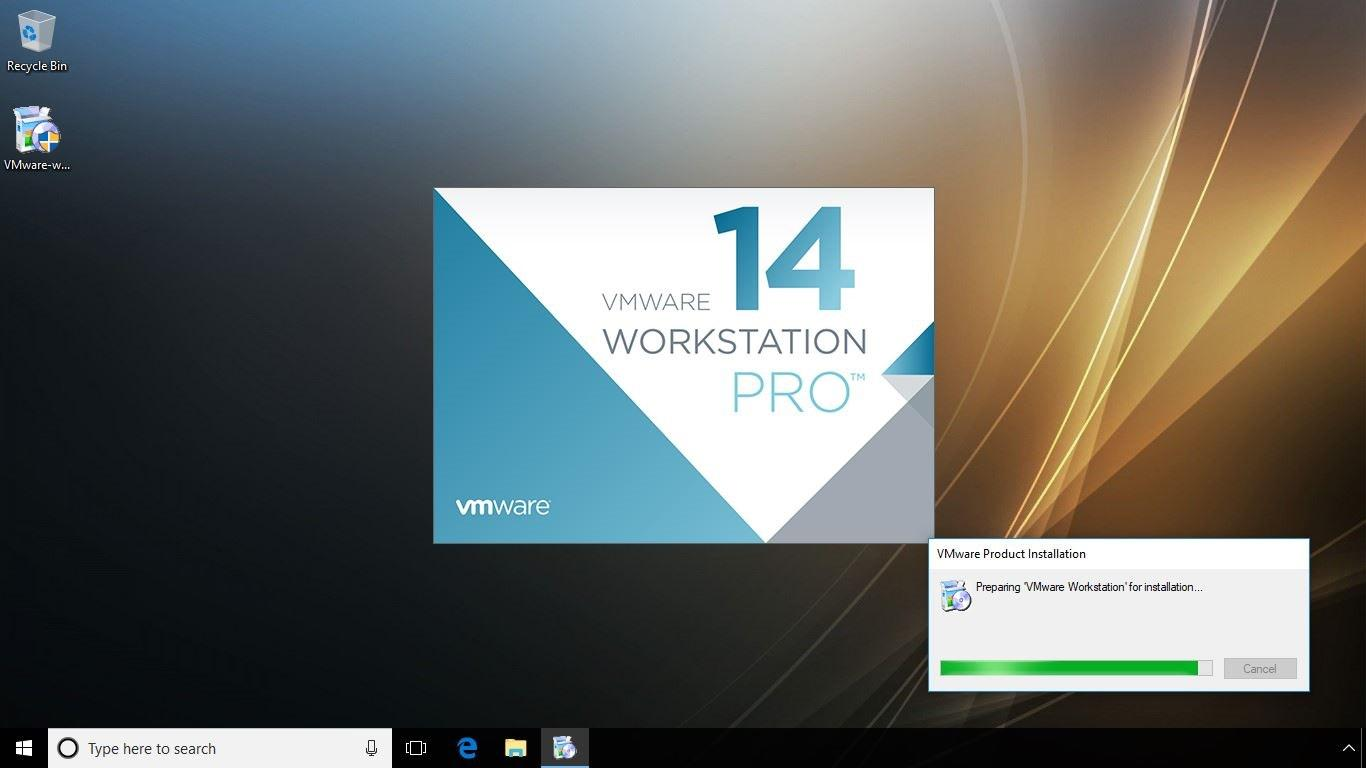 Recycle Bin
VMware-w...
14
VMWARE
WORKSTATION
PRO™
vmware®
VMware Product Installation
Preparing 'VMware Workstation' for installation...
Cancel
Type here to search